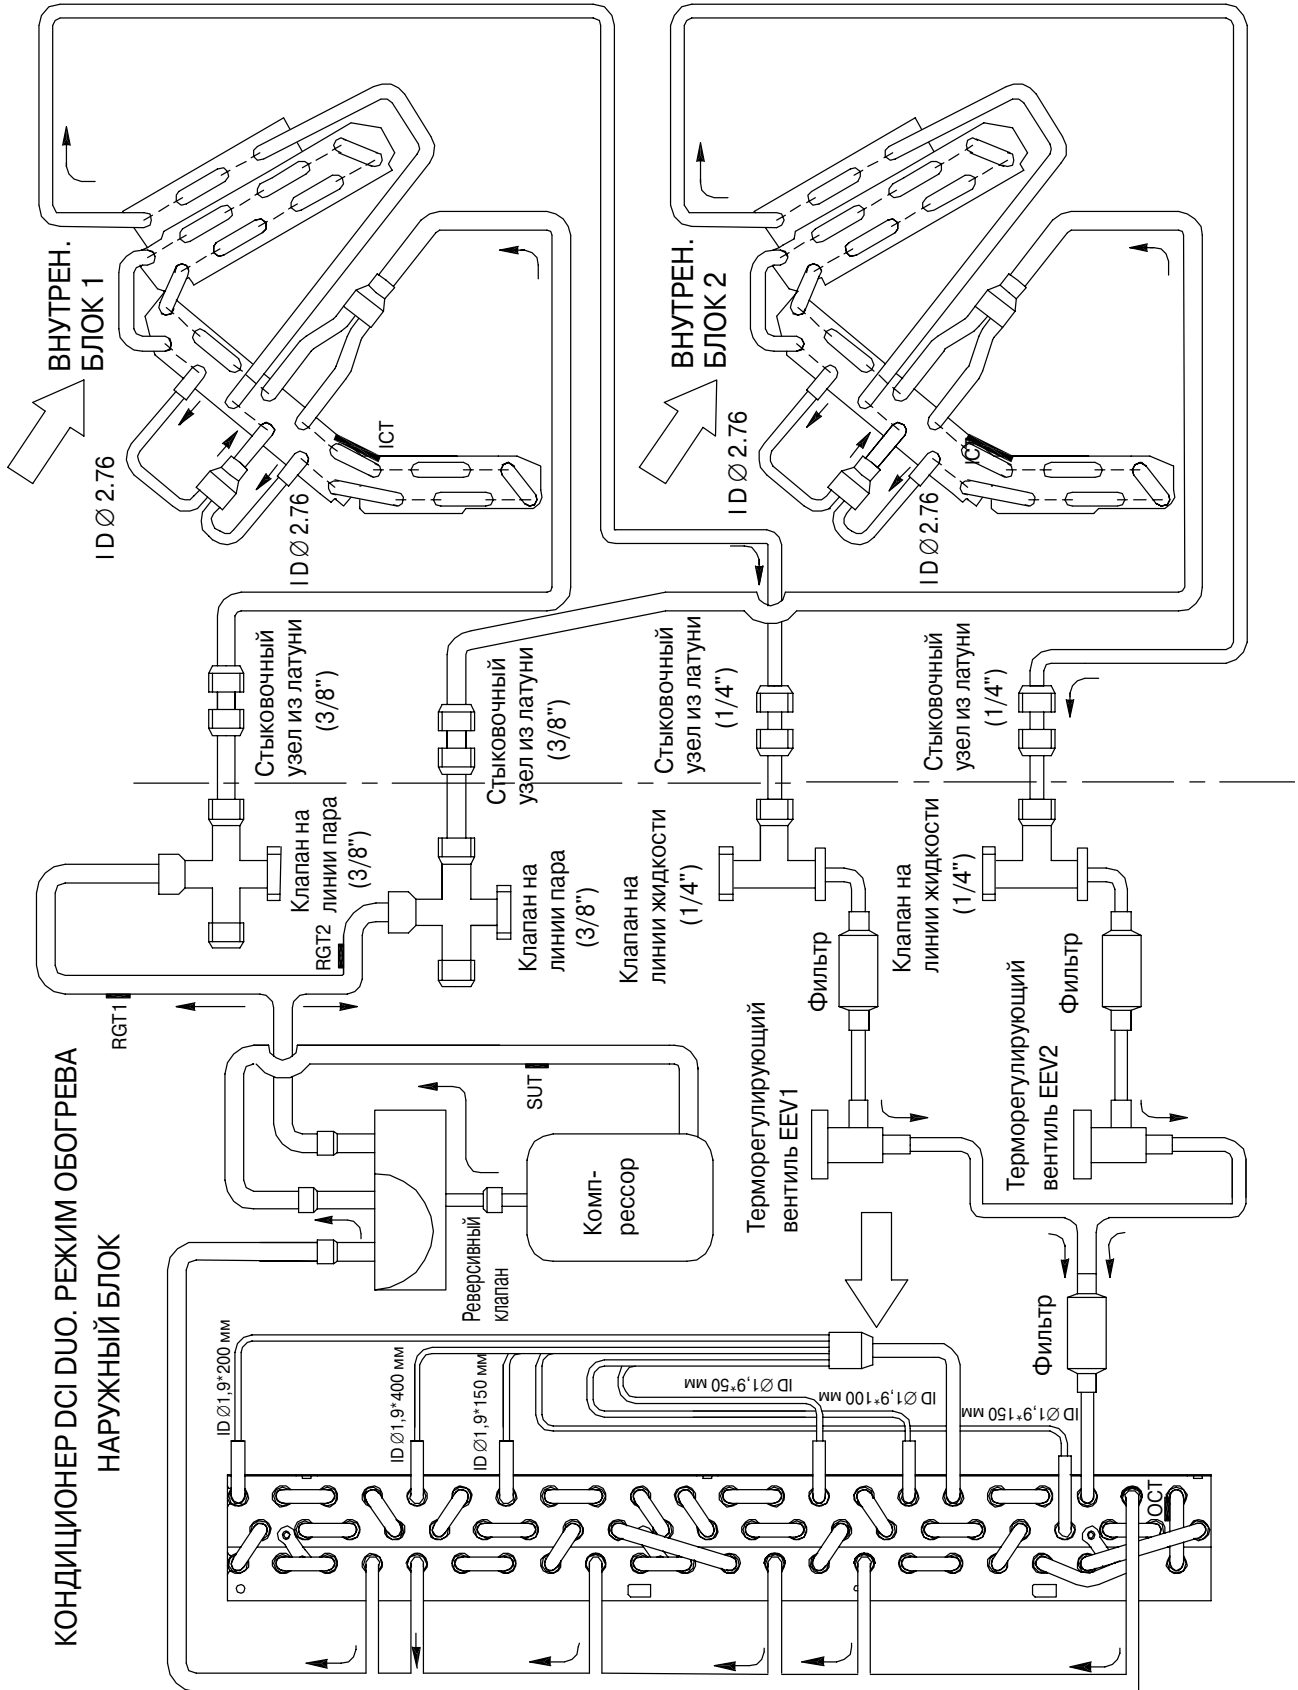 КОНДИЦИОНЕР DCI DUO. РЕЖИМ ОБОГРЕВА
НАРУЖНЫЙ БЛОК
ВНУТРЕН.
БЛОК 1
ID Ø 2.76
ID Ø 2.76
ICT
ВНУТРЕН.
БЛОК 2
ID Ø 2.76
ID Ø 2.76
ICT
Стыковочный
узел из латуни
(3/8")
Стыковочный
узел из латуни
(3/8")
Стыковочный
узел из латуни
(1/4")
Стыковочный
узел из латуни
(1/4")
Клапан на
линии пара
(3/8")
Клапан на
линии пара
(3/8")
Клапан на
линии жидкости
(1/4")
Клапан на
линии жидкости
(1/4")
RGT1
RGT2
SUT
Фильтр
Фильтр
Терморегулирующий
вентиль EEV1
Терморегулирующий
вентиль EEV2
Комп-
рессор
Реверсивный
клапан
Фильтр
ID Ø1,9*200 мм
ID Ø1,9*400 мм
ID Ø1,9*150 мм
ID Ø1,9*50 мм
ID Ø1,9*100 мм
ID Ø1,9*150 мм
OCT